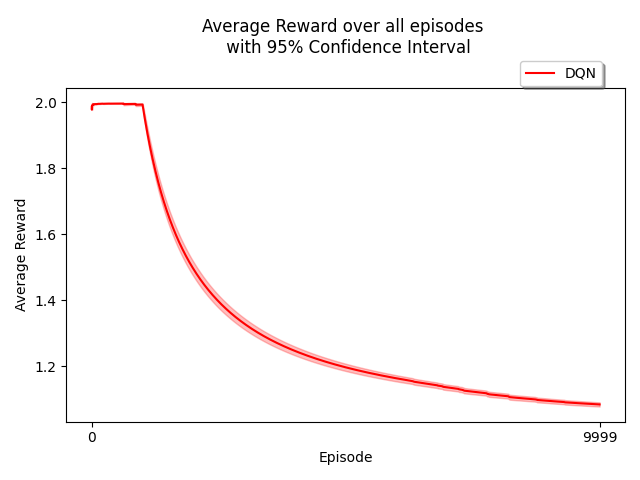 Average Reward over all episodes
with 95% Confidence Interval
DQN
2.0
1.8
1.6
1.4
1.2
Average Reward
0
9999
Episode